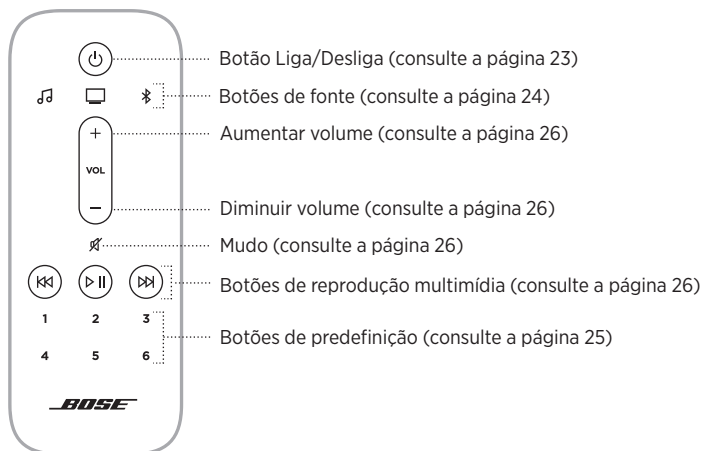 Botão Liga/Desliga (consulte a página 23)
Botões de fonte (consulte a página 24)
+
Aumentar volume (consulte a página 26)
VOL
–
Diminuir volume (consulte a página 26)
Mudo (consulte a página 26)
Botões de reprodução multimídia (consulte a página 26)
1 2 3
Botões de predefinição (consulte a página 25)
4 5 6
BOSE